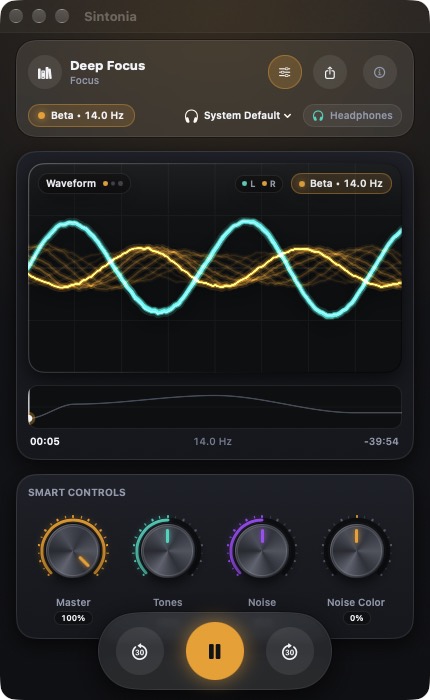 Sintonia
Deep Focus
Focus
Beta • 14.0 Hz
System Default
Headphones
Waveform
L R
Beta • 14.0 Hz
00:05
14.0 Hz
-39:54
SMART CONTROLS
Master
Tones
Noise
Noise Color
100%
0%
30
30